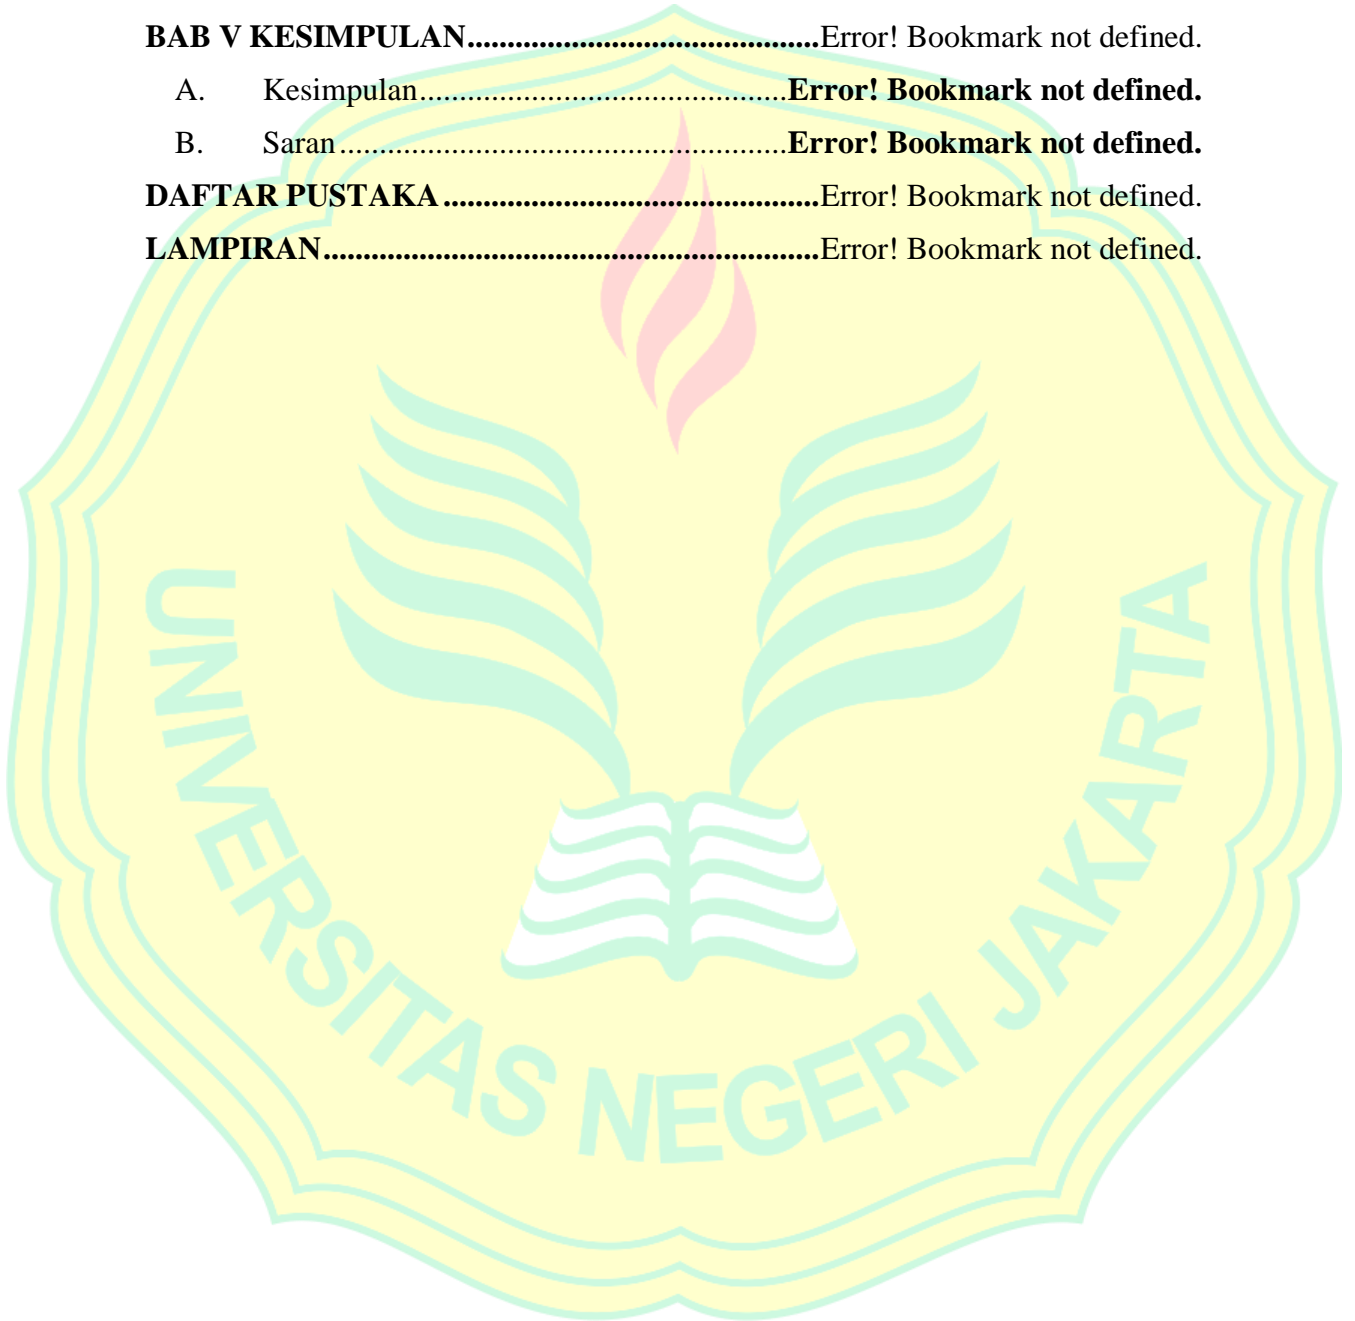 BAB V KESIMPULAN............................................Error! Bookmark not defined.
A. Kesimpulan..............................................Error! Bookmark not defined.
B. Saran........................................................Error! Bookmark not defined.
DAFTAR PUSTAKA...............................................Error! Bookmark not defined.
LAMPIRAN..............................................................Error! Bookmark not defined.
UNIVERSITAS NEGERI JAKARTA